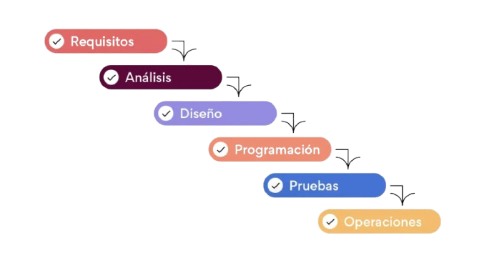 Requisitos
Análisis
Diseño
Programación
Pruebas
Operaciones